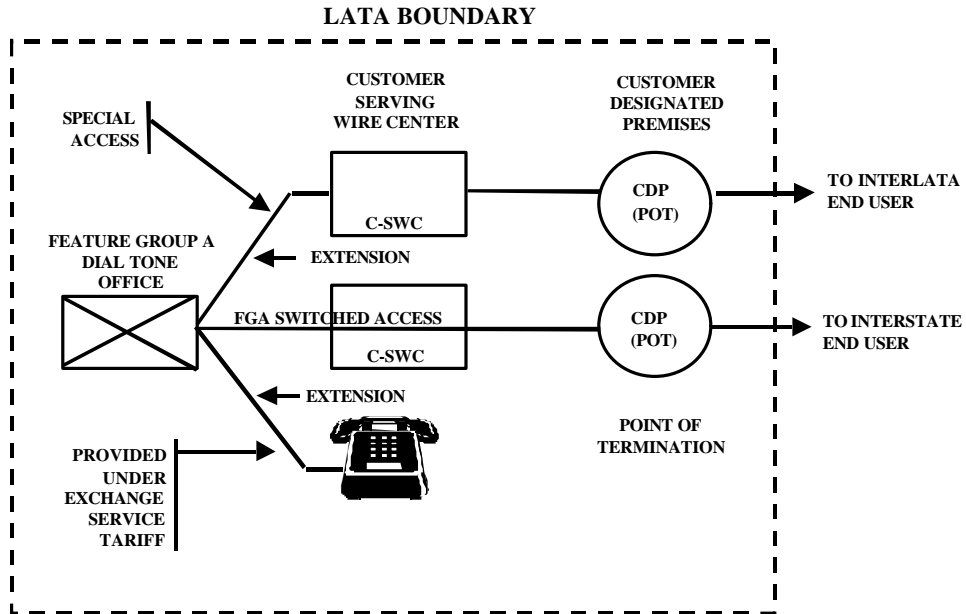 LATA BOUNDARY
SPECIAL
ACCESS
CUSTOMER
SERVING
WIRE CENTER
CUSTOMER
DESIGNATED
PREMISES
C-SWC
CDP
(POT)
TO INTERLATA
END USER
FEATURE GROUP A
DIAL TONE
OFFICE
EXTENSION
FGA SWITCHED ACCESS
C-SWC
CDP
(POT)
TO INTERSTATE
END USER
EXTENSION
POINT OF
TERMINATION
PROVIDED
UNDER
EXCHANGE
SERVICE
TARIFF